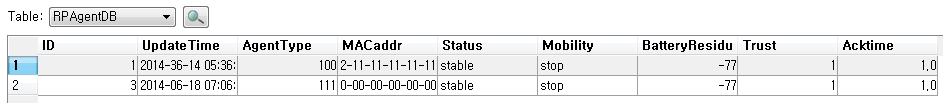 Table: RPAgentDB
ID UpdateTime AgentType MACaddr Status Mobility BatteryResidu Trust Acktime
1 1 2014-36-14 05:36: 100 2-11-11-11-11-11 stable stop -77 1 1.0
2 3 2014-06-18 07:06: 111 0-00-00-00-00-00 stable stop -77 1 1.0